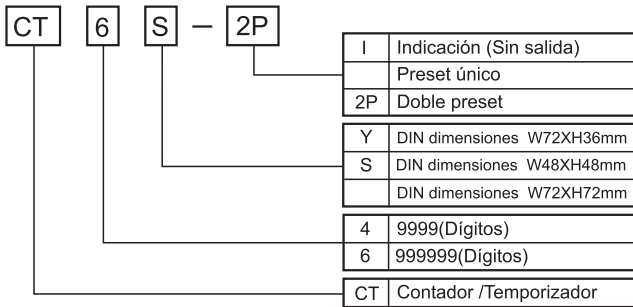 CT 6 S - 2P
I Indicación (Sin salida)
Preset único
2P Doble preset
Y DIN dimensiones W72XH36mm
S DIN dimensiones W48XH48mm
DIN dimensiones W72XH72mm
4 9999(Dígitos)
6 999999(Dígitos)
CT Contador /Temporizador